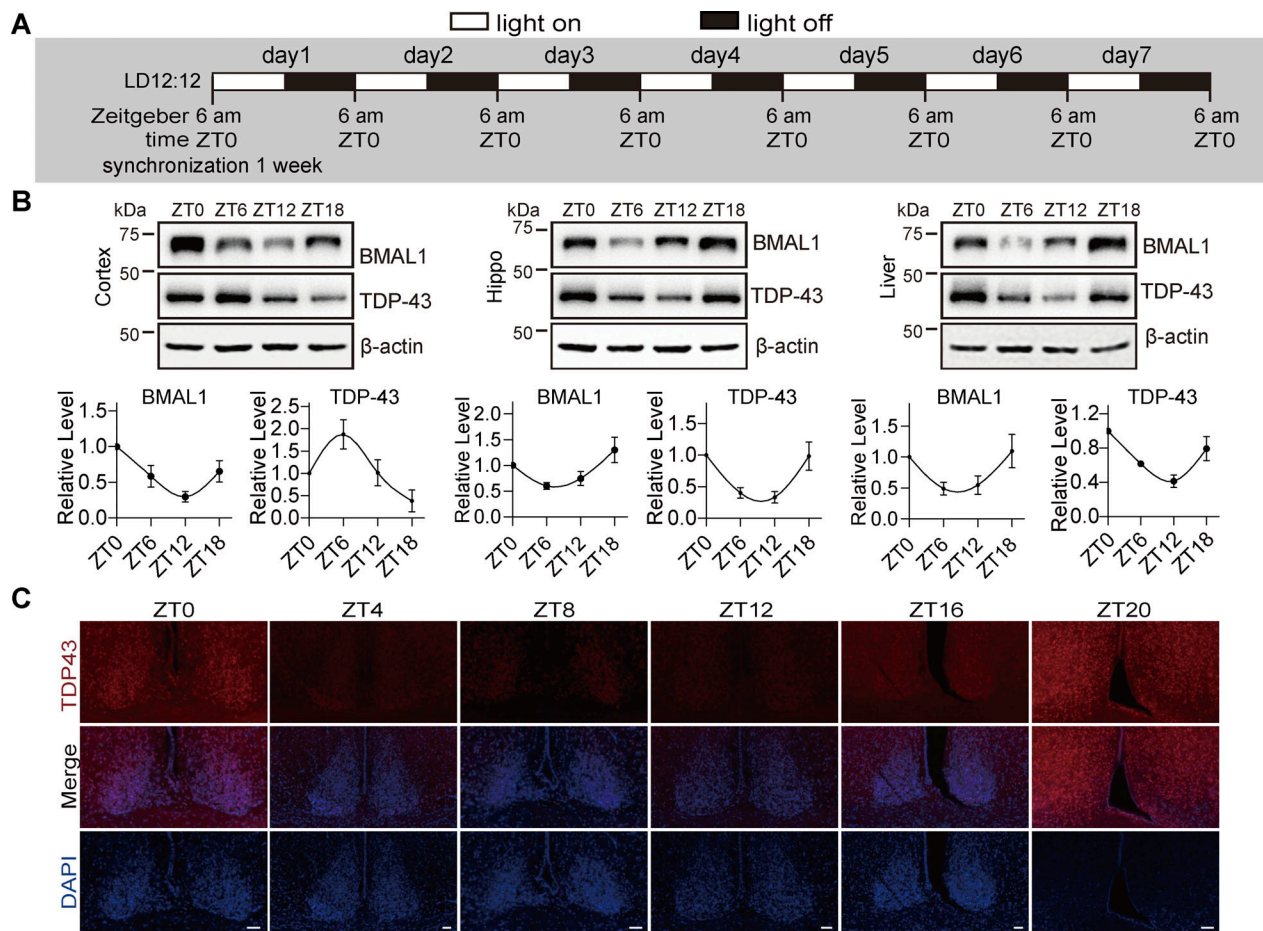 A
light on light off
day1 day2 day3 day4 day5 day6 day7
LD12:12
Zeitgeber 6 am 6 am 6 am 6 am 6 am 6 am 6 am 6 am
time ZT0 ZT0 ZT0 ZT0 ZT0 ZT0 ZT0 ZT0
synchronization 1 week
B
kDa ZT0 ZT6 ZT12 ZT18
75
BMAL1
50
TDP-43
50
β-actin
Cortex
kDa ZT0 ZT6 ZT12 ZT18
75
BMAL1
50
TDP-43
50
β-actin
Hippo
kDa ZT0 ZT6 ZT12 ZT18
75
BMAL1
50
TDP-43
50
β-actin
Liver
BMAL1
Relative Level
1.5
1.0
0.5
0.0
ZT0 ZT6 ZT12 ZT18
TDP-43
Relative Level
2.5
2.0
1.5
1.0
0.5
0.0
ZT0 ZT6 ZT12 ZT18
BMAL1
Relative Level
2.0
1.5
1.0
0.5
0.0
ZT0 ZT6 ZT12 ZT18
TDP-43
Relative Level
1.5
1.0
0.5
0.0
ZT0 ZT6 ZT12 ZT18
BMAL1
Relative Level
1.5
1.0
0.5
0.0
ZT0 ZT6 ZT12 ZT18
TDP-43
Relative Level
1.2
0.8
0.4
0.0
ZT0 ZT6 ZT12 ZT18
C
ZT0 ZT4 ZT8 ZT12 ZT16 ZT20
TDP43
Merge
DAPI